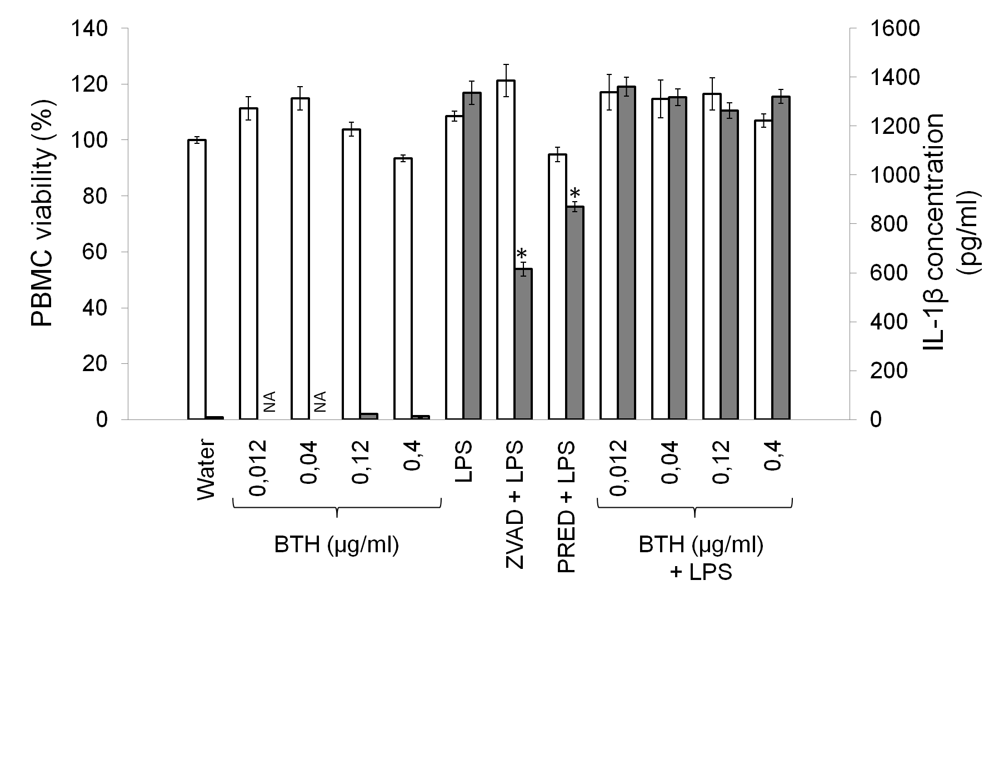 PBMC viability (%)
140
120
100
80
60
40
20
0
1600
1400
1200
1000
800
600
400
200
0
IL-1β concentration
(pg/ml)
NA
NA
*
*
Water
0,012
0,04
0,12
0,4
LPS
ZVAD + LPS
PRED + LPS
0,012
0,04
0,12
0,4
BTH (µg/ml)
BTH (µg/ml)
+ LPS